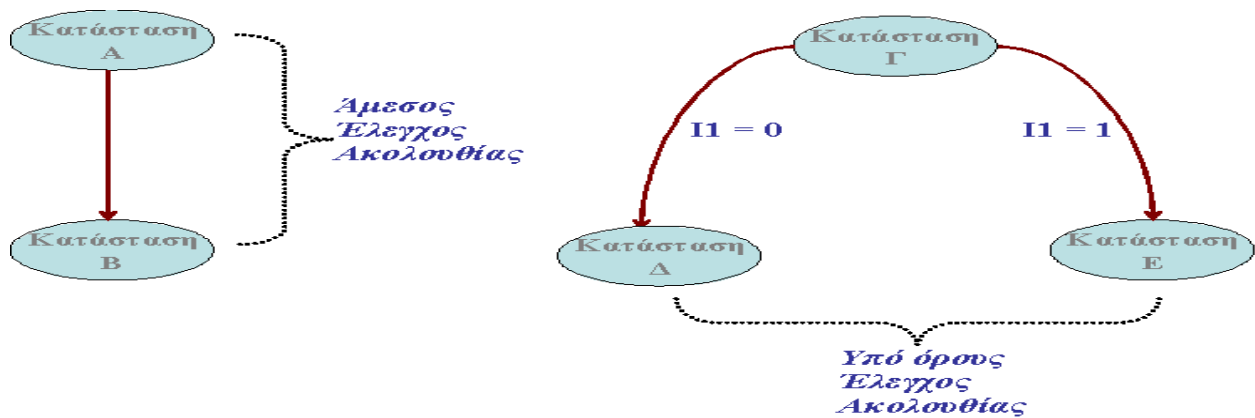 Κατάσταση
Α
Άμεσος
Έλεγχος
Ακολουθίας
Κατάσταση
Β
Κατάσταση
Γ
I1 = 0
I1 = 1
Κατάσταση
Δ
Κατάσταση
Ε
Υπό όρους
Έλεγχος
Ακολουθίας